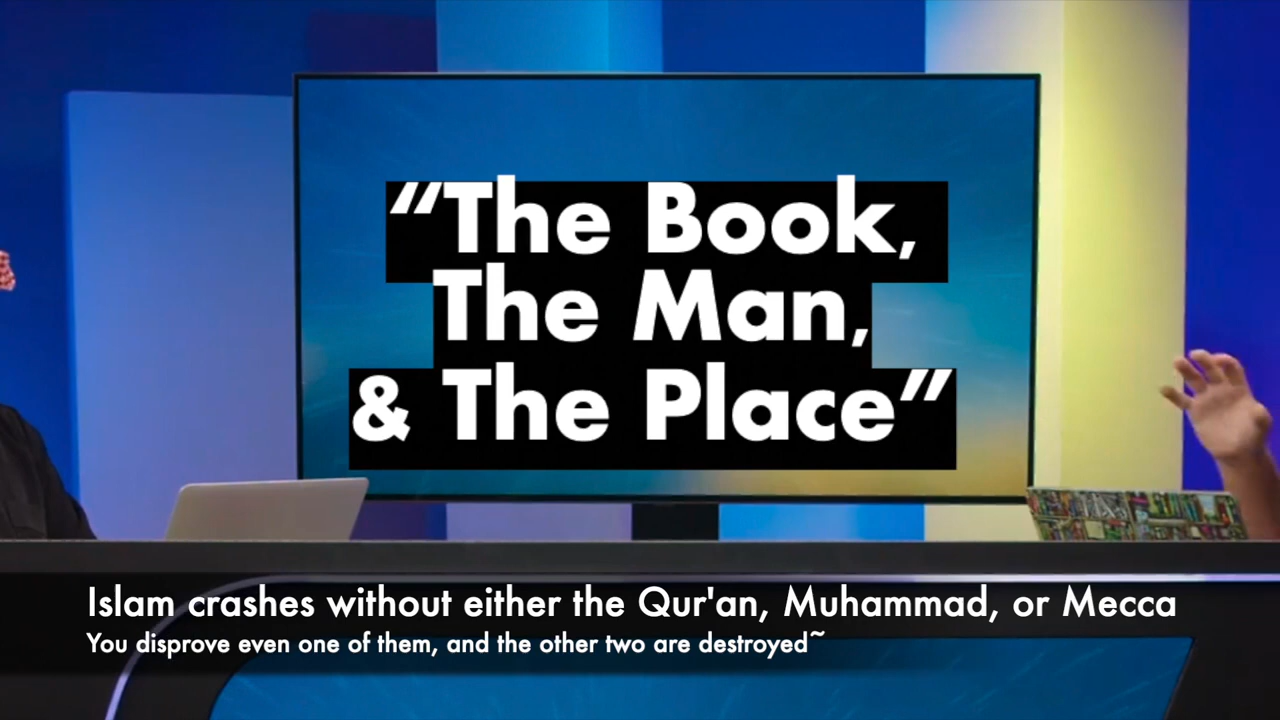 “The Book,
The Man,
& The Place”
Islam crashes without either the Qur'an, Muhammad, or Mecca
You disprove even one of them, and the other two are destroyed~